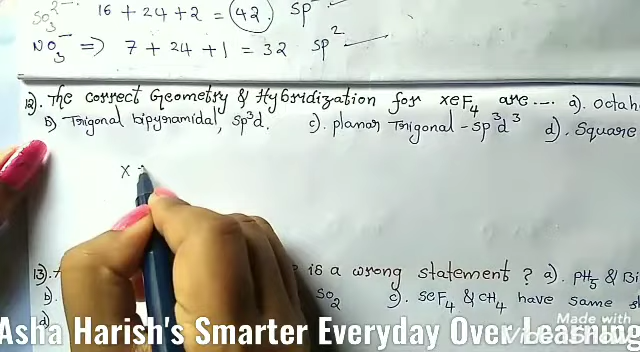 SO₃²⁻ 16 + 24 + 2 = 42. sp
NO₃⁻ => 7 + 24 + 1 = 32 sp²
12). The correct Geometry & Hybridization for XeF₄ are.... a). octah
b) Trigonal bipyramidal, sp³d. c). planar Trigonal - sp³d³ d). Square
X
13). is a wrong statement ? a). PH₅ & Bi
b). SO₂ c). SeF₄ & CH₄ have same s
d)
Asha Harish's Smarter Everyday Over Learning
Made with
VideoShow